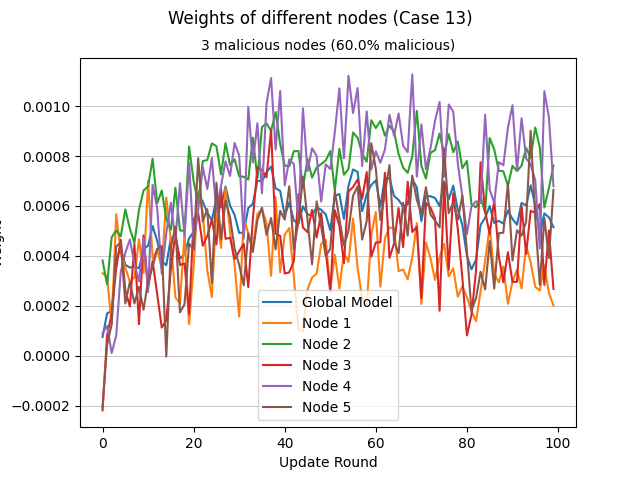 Weights of different nodes (Case 13)
3 malicious nodes (60.0% malicious)
0.0010
0.0008
0.0006
0.0004
0.0002
0.0000
−0.0002
0 20 40 60 80 100
Update Round
Global Model
Node 1
Node 2
Node 3
Node 4
Node 5